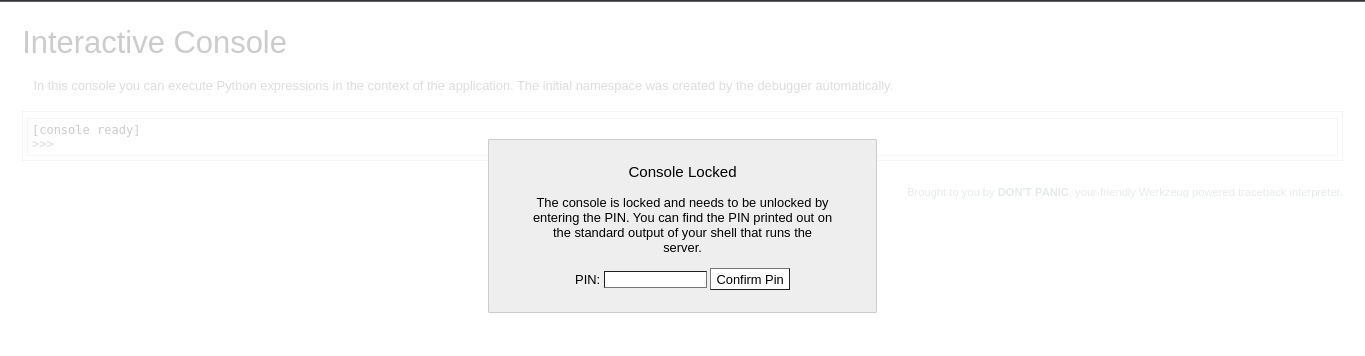 Interactive Console
In this console you can execute Python expressions in the context of the application. The initial namespace was created by the debugger automatically.
[console ready]
>>>
Console Locked
The console is locked and needs to be unlocked by
entering the PIN. You can find the PIN printed out on
the standard output of your shell that runs the
server.
PIN: Confirm Pin
Brought to you by DON'T PANIC, your friendly Werkzeug powered traceback interpreter.